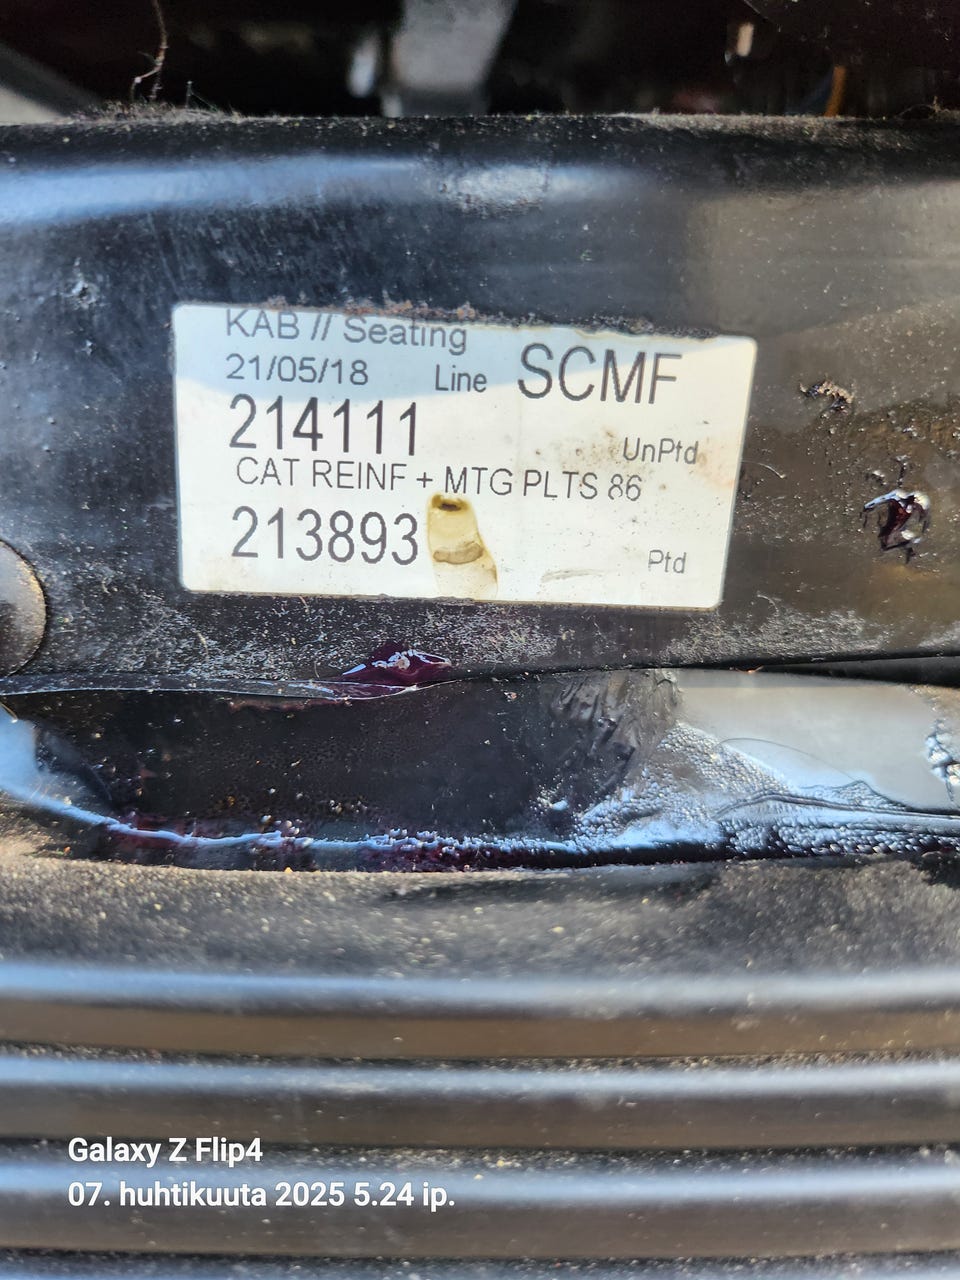 KAB // Seating
21/05/18 Line SCMF
214111 UnPtd
CAT REINF + MTG PLTS 86
213893 Ptd
Galaxy Z Flip4
07. huhtikuuta 2025 5.24 ip.